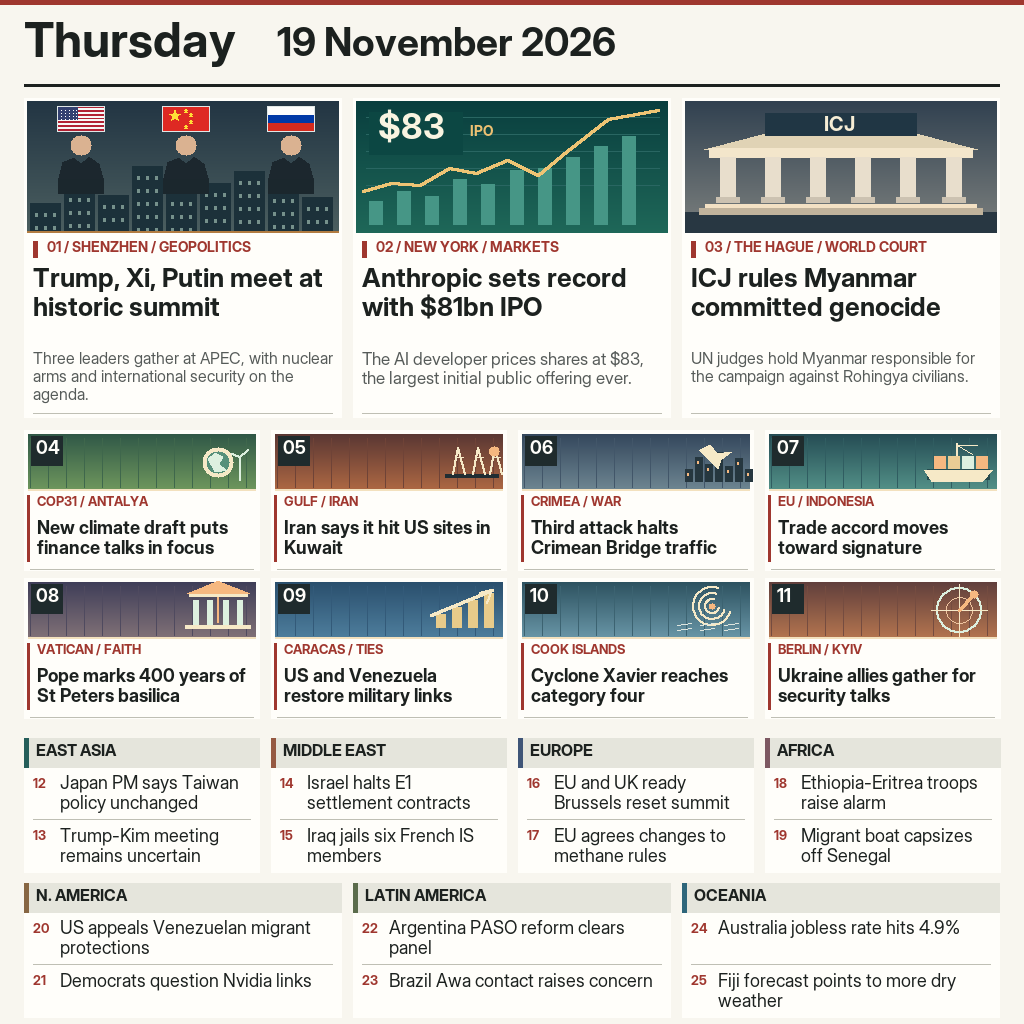 Thursday 19 November 2026
$83 IPO
ICJ
01 / SHENZHEN / GEOPOLITICS
Trump, Xi, Putin meet at
historic summit
Three leaders gather at APEC, with nuclear
arms and international security on the
agenda.
02 / NEW YORK / MARKETS
Anthropic sets record
with $81bn IPO
The AI developer prices shares at $83,
the largest initial public offering ever.
03 / THE HAGUE / WORLD COURT
ICJ rules Myanmar
committed genocide
UN judges hold Myanmar responsible for
the campaign against Rohingya civilians.
04
COP31 / ANTALYA
New climate draft puts
finance talks in focus
05
GULF / IRAN
Iran says it hit US sites in
Kuwait
06
CRIMEA / WAR
Third attack halts
Crimean Bridge traffic
07
EU / INDONESIA
Trade accord moves
toward signature
08
VATICAN / FAITH
Pope marks 400 years of
St Peters basilica
09
CARACAS / TIES
US and Venezuela
restore military links
10
COOK ISLANDS
Cyclone Xavier reaches
category four
11
BERLIN / KYIV
Ukraine allies gather for
security talks
EAST ASIA
12 Japan PM says Taiwan
policy unchanged
13 Trump-Kim meeting
remains uncertain
MIDDLE EAST
14 Israel halts E1
settlement contracts
15 Iraq jails six French IS
members
EUROPE
16 EU and UK ready
Brussels reset summit
17 EU agrees changes to
methane rules
AFRICA
18 Ethiopia-Eritrea troops
raise alarm
19 Migrant boat capsizes
off Senegal
N. AMERICA
20 US appeals Venezuelan migrant
protections
21 Democrats question Nvidia links
LATIN AMERICA
22 Argentina PASO reform clears
panel
23 Brazil Awa contact raises concern
OCEANIA
24 Australia jobless rate hits 4.9%
25 Fiji forecast points to more dry
weather